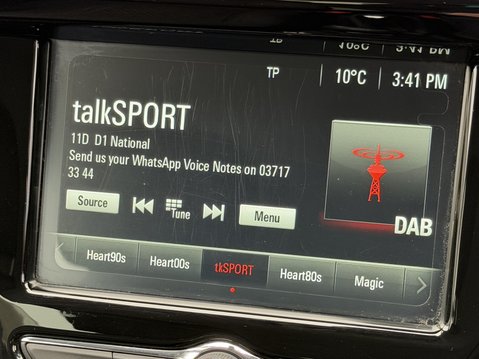 TP 10°C 3:41 PM
talkSPORT
11D D1 National
Send us your WhatsApp Voice Notes on 03717
33 44
Source Tune Menu
DAB
Heart90s Heart00s tkSPORT Heart80s Magic